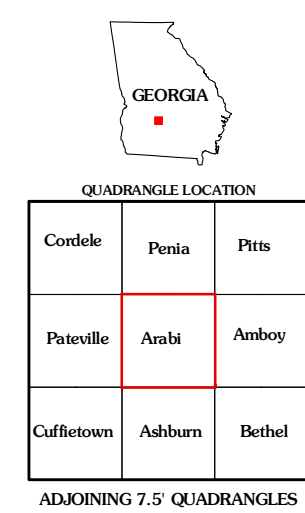 GEORGIA
QUADRANGLE LOCATION
Cordele Penia Pitts
Pateville Arabi Amboy
Cuffietown Ashburn Bethel
ADJOINING 7.5' QUADRANGLES